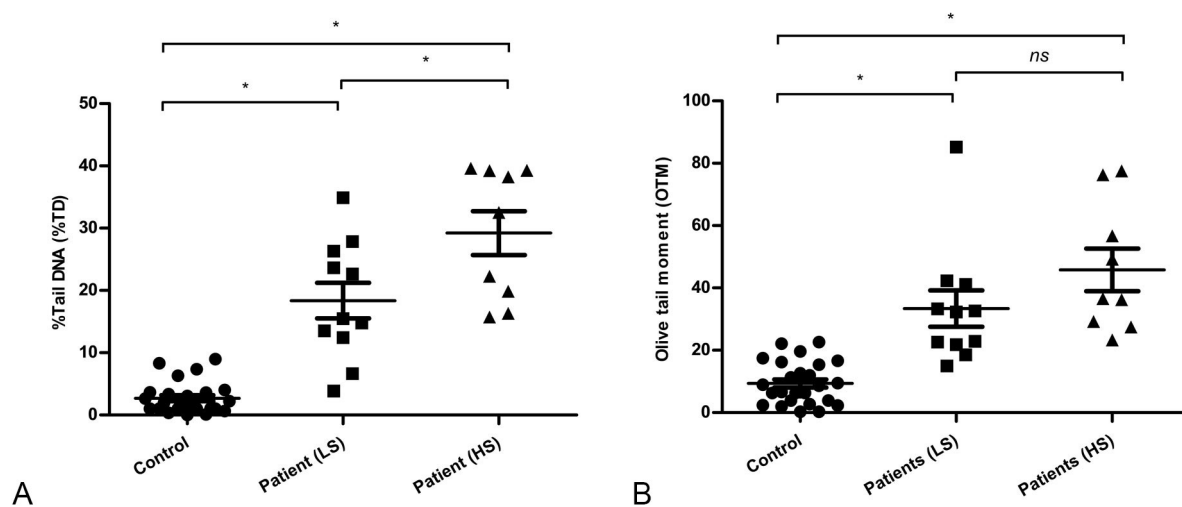 *
*
*
50
40
30
20
10
0
%Tail DNA (%TD)
Control
Patient (LS)
Patient (HS)
A
*
ns
*
100
80
60
40
20
0
Olive tail moment (OTM)
Control
Patients (LS)
Patients (HS)
B